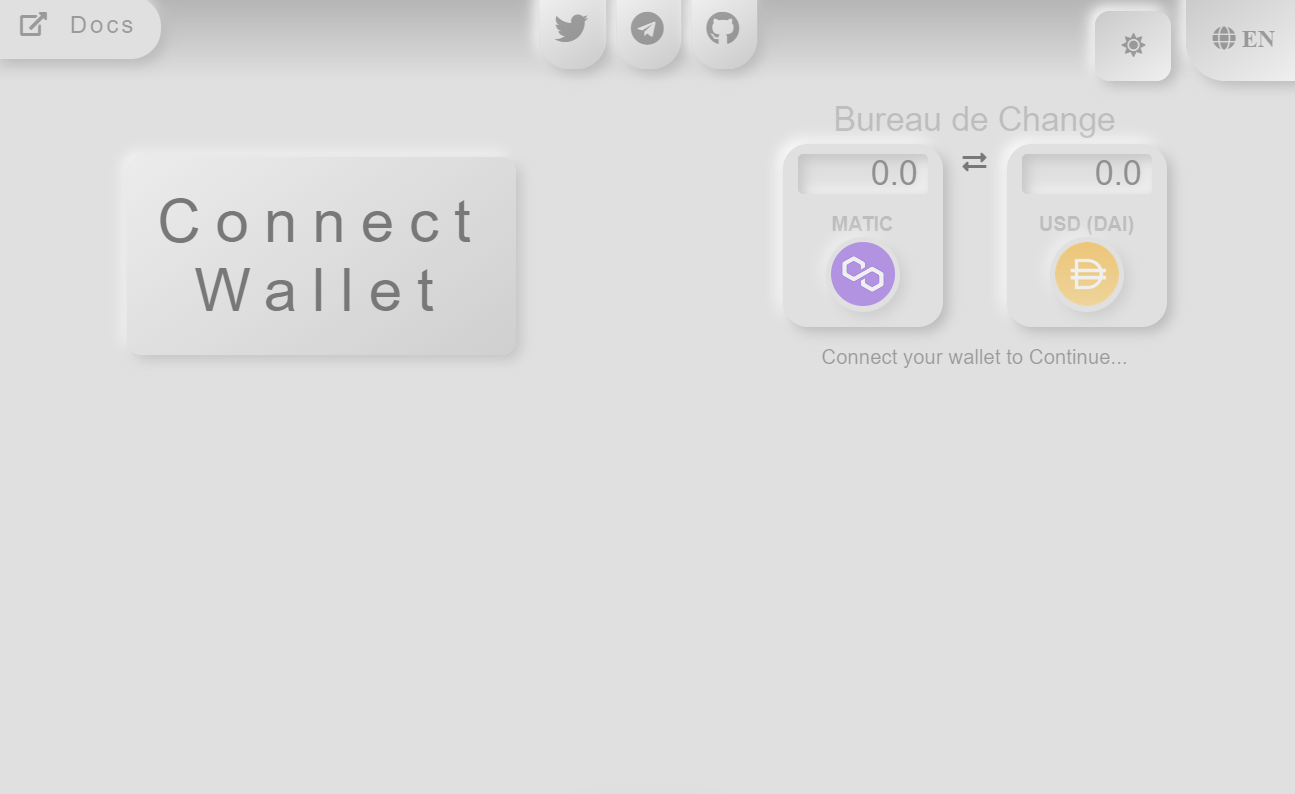 Docs
EN
Bureau de Change
Connect
Wallet
0.0
0.0
MATIC
USD (DAI)
Connect your wallet to Continue...